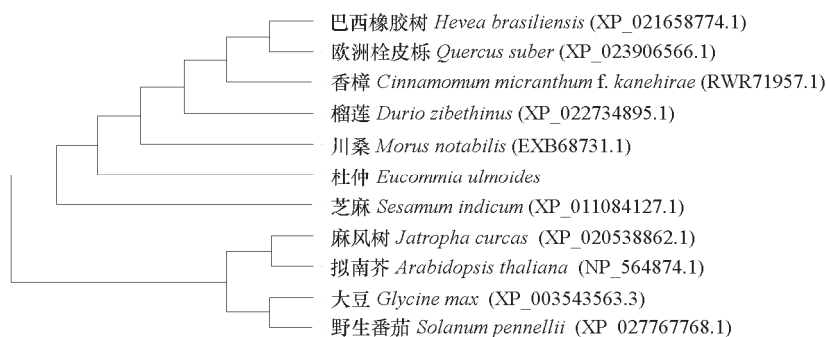 巴西橡胶树 Hevea brasiliensis (XP_021658774.1)
欧洲栓皮栎 Quercus suber (XP_023906566.1)
香樟 Cinnamomum micranthum f. kanehirae (RWR71957.1)
榴莲 Durio zibethinus (XP_022734895.1)
川桑 Morus notabilis (EXB68731.1)
杜仲 Eucommia ulmoides
芝麻 Sesamum indicum (XP_011084127.1)
麻风树 Jatropha curcas (XP_020538862.1)
拟南芥 Arabidopsis thaliana (NP_564874.1)
大豆 Glycine max (XP_003543563.3)
野生番茄 Solanum pennellii (XP_027767768.1)